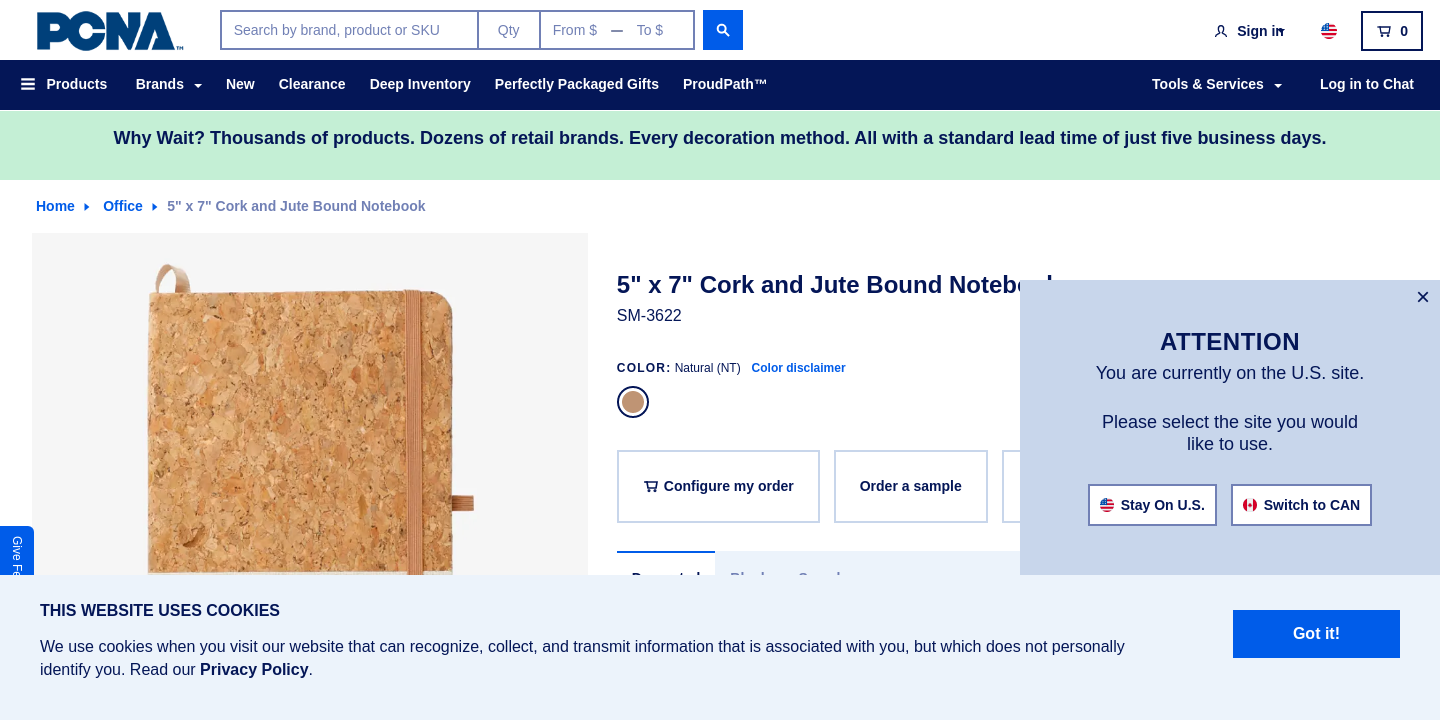 PCNA™
Search by brand, product or SKU
Qty
From $ — To $
Sign in
0
Products
Brands
New
Clearance
Deep Inventory
Perfectly Packaged Gifts
ProudPath™
Tools & Services
Log in to Chat
Why Wait? Thousands of products. Dozens of retail brands. Every decoration method. All with a standard lead time of just five business days.
Home
Office
5" x 7" Cork and Jute Bound Notebook
5" x 7" Cork and Jute Bound Notebook
SM-3622
COLOR: Natural (NT) Color disclaimer
Configure my order
Order a sample
×
ATTENTION
You are currently on the U.S. site.
Please select the site you would
like to use.
Stay On U.S.
Switch to CAN
Give
THIS WEBSITE USES COOKIES
We use cookies when you visit our website that can recognize, collect, and transmit information that is associated with you, but which does not personally
identify you. Read our Privacy Policy.
Got it!